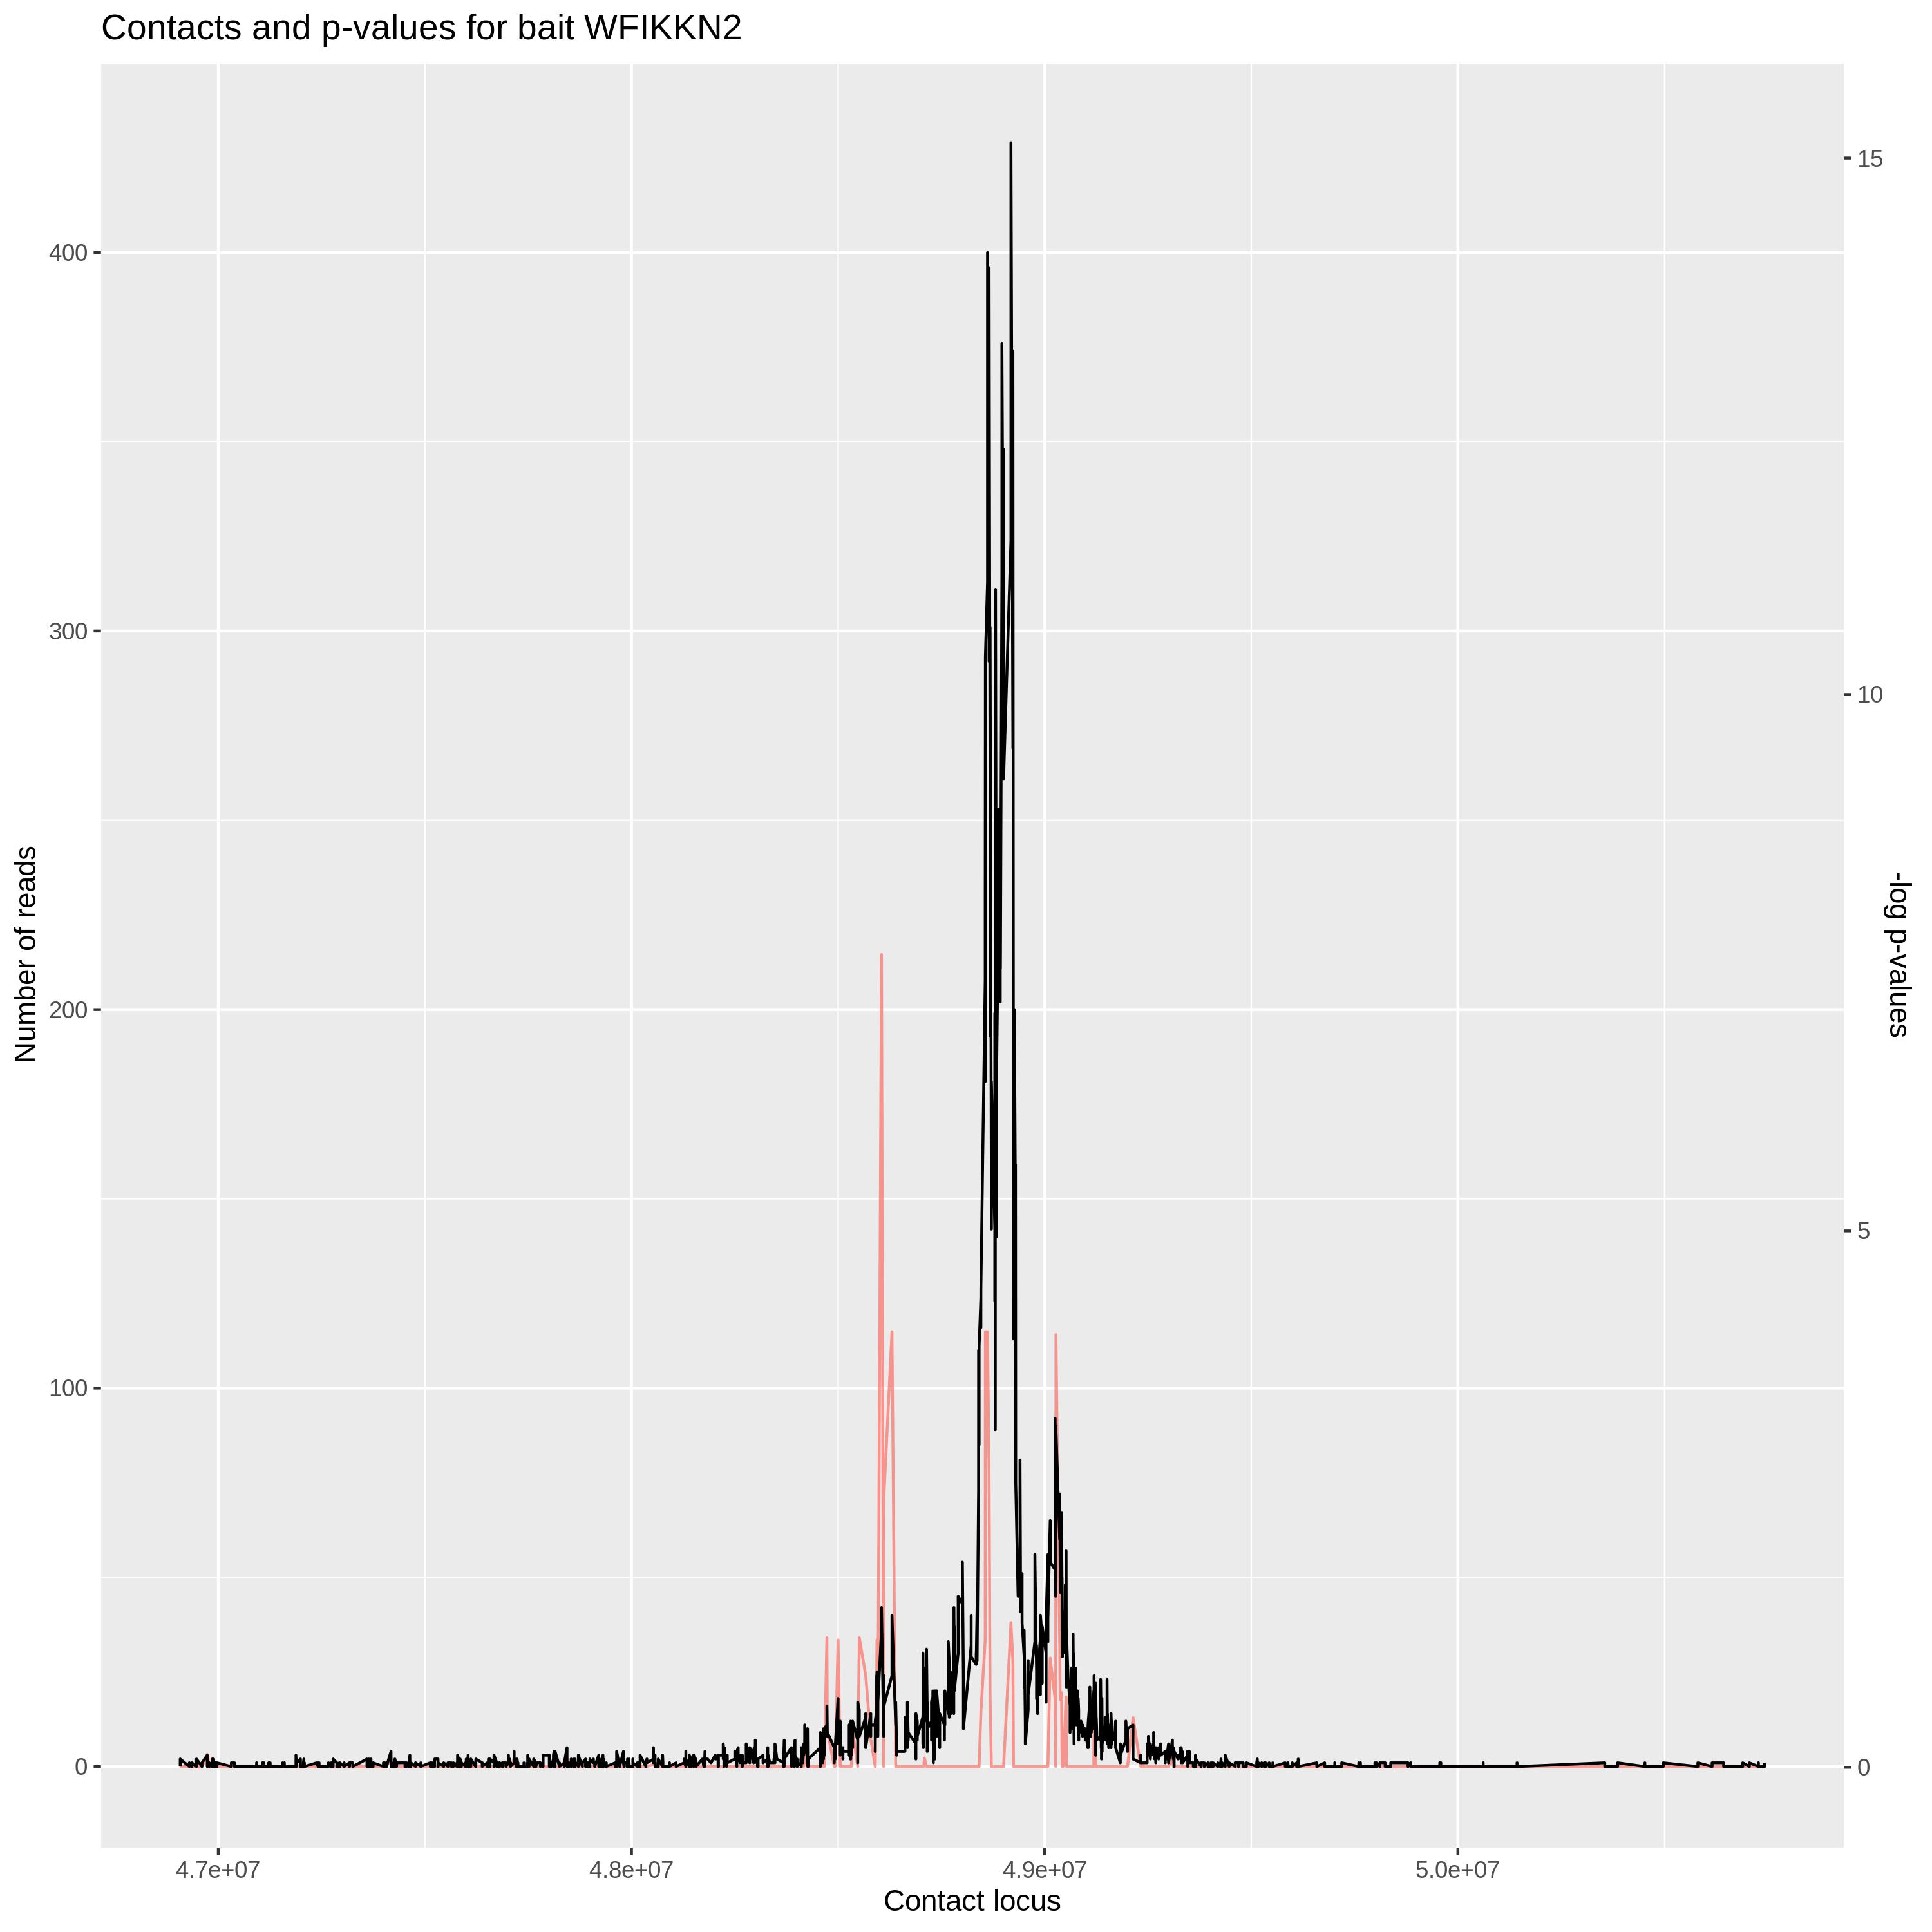 Contacts and p-values for bait WFIKKN2
400
300
200
100
0
15
10
5
0
Number of reads
-log p-values
4.7e+07
4.8e+07
4.9e+07
5.0e+07
Contact locus